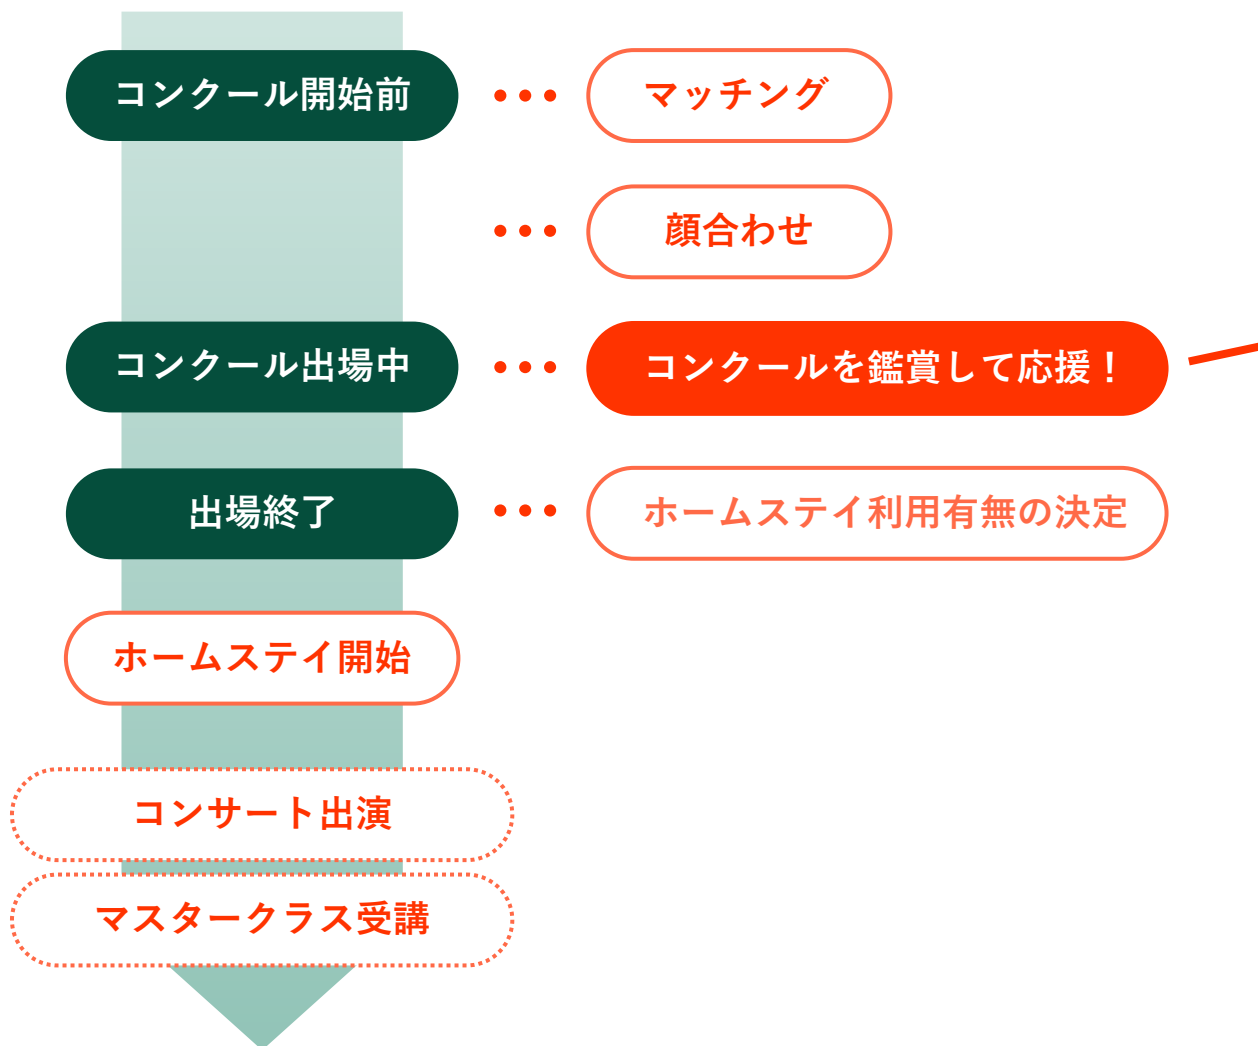 コンクール開始前
マッチング
顔合わせ
コンクール出場中
コンクールを鑑賞して応援！
出場終了
ホームステイ利用有無の決定
ホームステイ開始
コンサート出演
マスタークラス受講